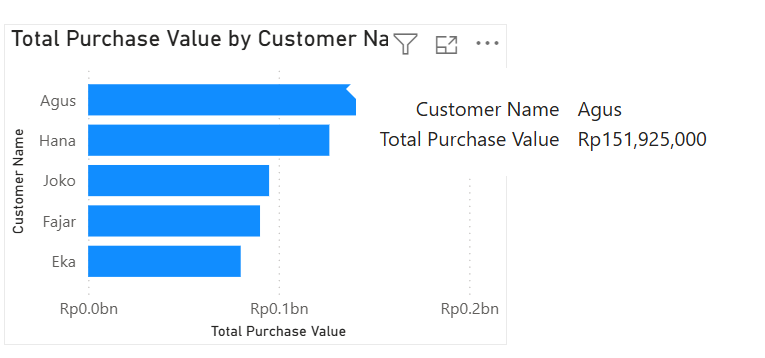 Total Purchase Value by Customer Na
Agus
Hana
Joko
Fajar
Eka
Customer Name
Customer Name Agus
Total Purchase Value Rp151,925,000
Rp0.0bn Rp0.1bn Rp0.2bn
Total Purchase Value